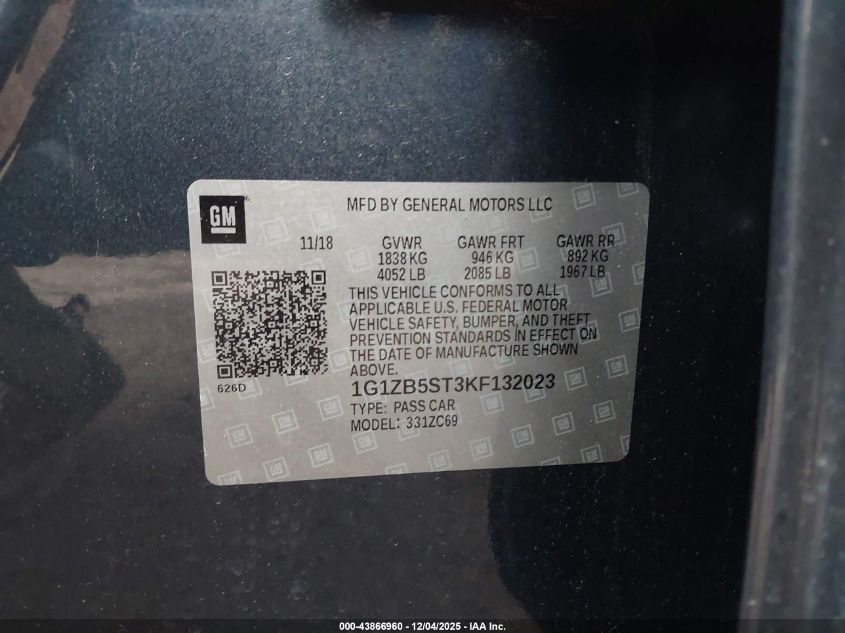 GM
MFD BY GENERAL MOTORS LLC
11/18 GVWR GAWR FRT GAWR RR
1838 KG 946 KG 892 KG
4052 LB 2085 LB 1967 LB
THIS VEHICLE CONFORMS TO ALL
APPLICABLE U.S. FEDERAL MOTOR
VEHICLE SAFETY, BUMPER, AND THEFT
PREVENTION STANDARDS IN EFFECT ON
THE DATE OF MANUFACTURE SHOWN
ABOVE.
626D
1G1ZB5ST3KF132023
TYPE: PASS CAR
MODEL: 331ZC69
000-43866960 - 12/04/2025 - IAA Inc.